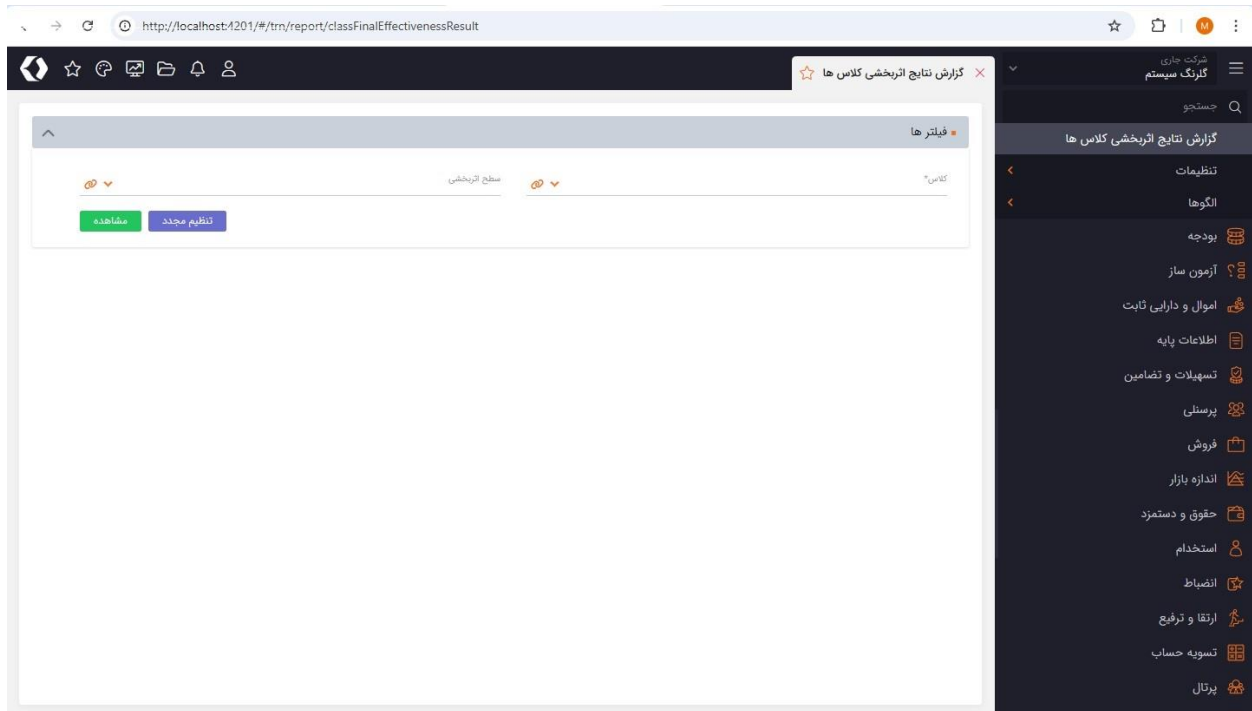 http://localhost:4201/#/trn/report/classFinalEffectivenessResult
M
شرکت جاری
گلرنگ سیستم
گزارش نتایج اثربخشی کلاس ها
جستجو
گزارش نتایج اثربخشی کلاس ها
تنظیمات
الگوها
بودجه
آزمون ساز
اموال و دارایی ثابت
اطلاعات پایه
تسهیلات و تضامین
پرسنلی
فروش
اندازه بازار
حقوق و دستمزد
استخدام
انضباط
ارتقا و ترفیع
تسویه حساب
پرتال
فیلتر ها
کلاس*
سطح اثربخشی
تنظیم مجدد
مشاهده